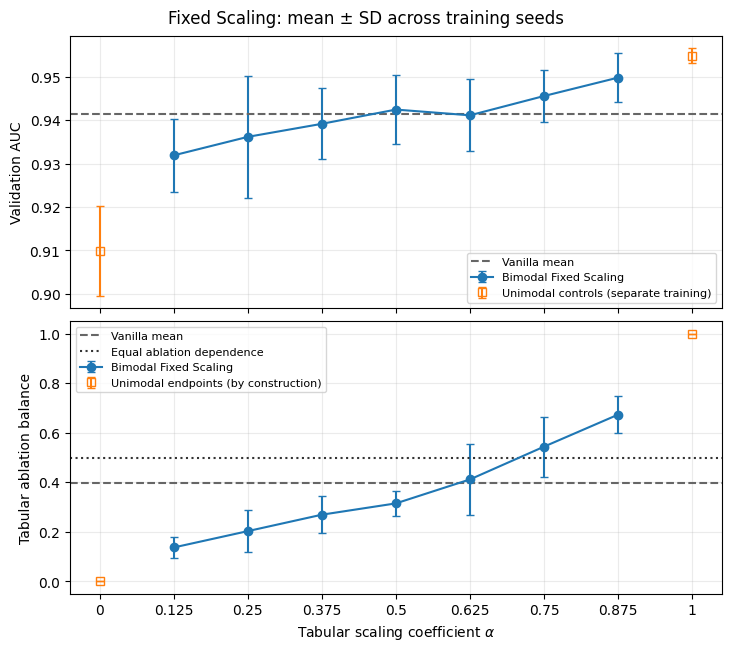 Fixed Scaling: mean ± SD across training seeds
Validation AUC
0.95
0.94
0.93
0.92
0.91
0.90
Vanilla mean
Bimodal Fixed Scaling
Unimodal controls (separate training)
Tabular ablation balance
1.0
0.8
0.6
0.4
0.2
0.0
Vanilla mean
Equal ablation dependence
Bimodal Fixed Scaling
Unimodal endpoints (by construction)
0 0.125 0.25 0.375 0.5 0.625 0.75 0.875 1
Tabular scaling coefficient α